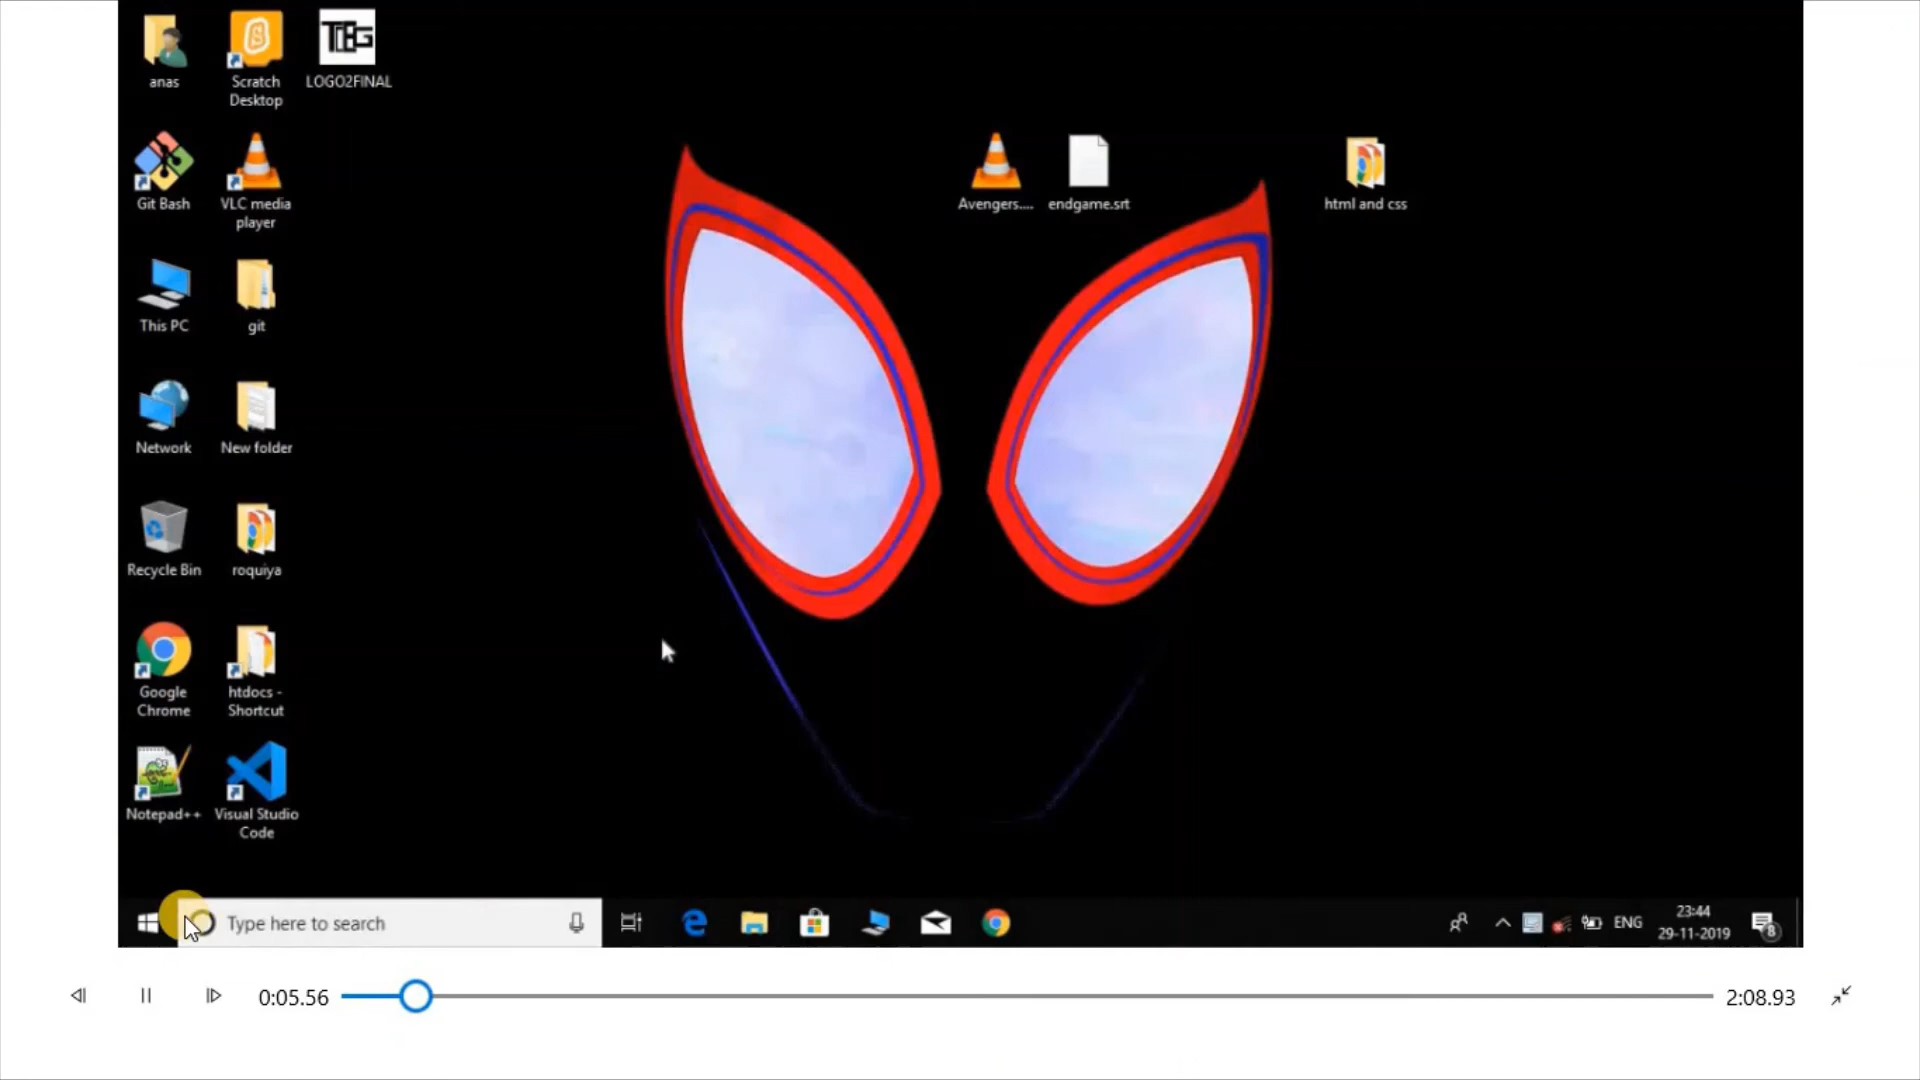 anas
Scratch
Desktop
TCBG
LOGO2FINAL
Git Bash
VLC media
player
Avengers....
endgame.srt
html and css
This PC
git
Network
New folder
Recycle Bin
roquiya
Google
Chrome
htdocs -
Shortcut
Notepad++
Visual Studio
Code
Type here to search
ENG
23:44
29-11-2019
8
0:05.56
2:08.93